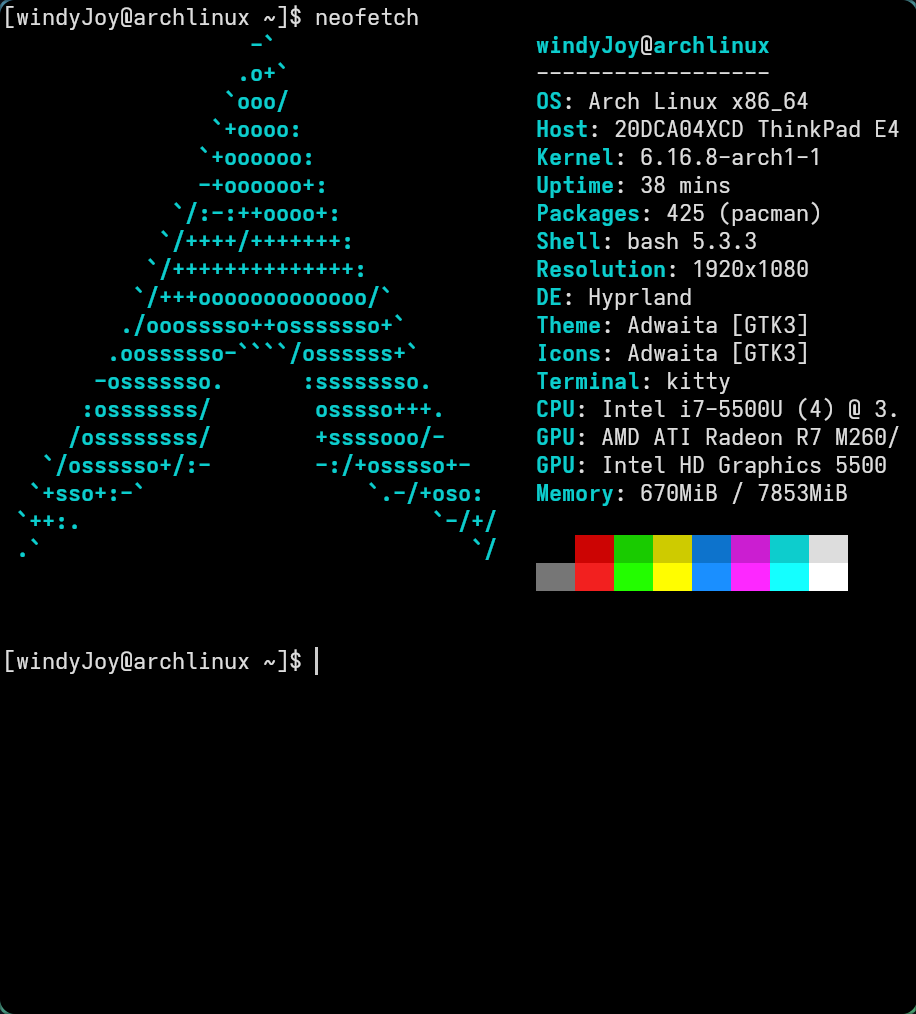 [windyJoy@archlinux ~]$ neofetch
                   -`                    windyJoy@archlinux
                  .o+`                   ------------------
                 `ooo/                   OS: Arch Linux x86_64
                `+oooo:                  Host: 20DCA04XCD ThinkPad E4
               `+oooooo:                 Kernel: 6.16.8-arch1-1
               -+oooooo+:                Uptime: 38 mins
             `/:-:++oooo+:               Packages: 425 (pacman)
            `/++++/+++++++:              Shell: bash 5.3.3
           `/++++++++++++++:             Resolution: 1920x1080
          `/+++ooooooooooooo/`           DE: Hyprland
         ./ooosssso++osssssso+`          Theme: Adwaita [GTK3]
        .oossssso-````/ossssss+`         Icons: Adwaita [GTK3]
       -osssssso.      :ssssssso.        Terminal: kitty
      :osssssss/        osssso+++.       CPU: Intel i7-5500U (4) @ 3.
     /ossssssss/        +ssssooo/-       GPU: AMD ATI Radeon R7 M260/
   `/ossssso+/:-        -:/+osssso+-     GPU: Intel HD Graphics 5500
  `+sso+:-`                 `.-/+oso:    Memory: 670MiB / 7853MiB
 `++:.                           `-/+/
 .`                                 `/
[windyJoy@archlinux ~]$